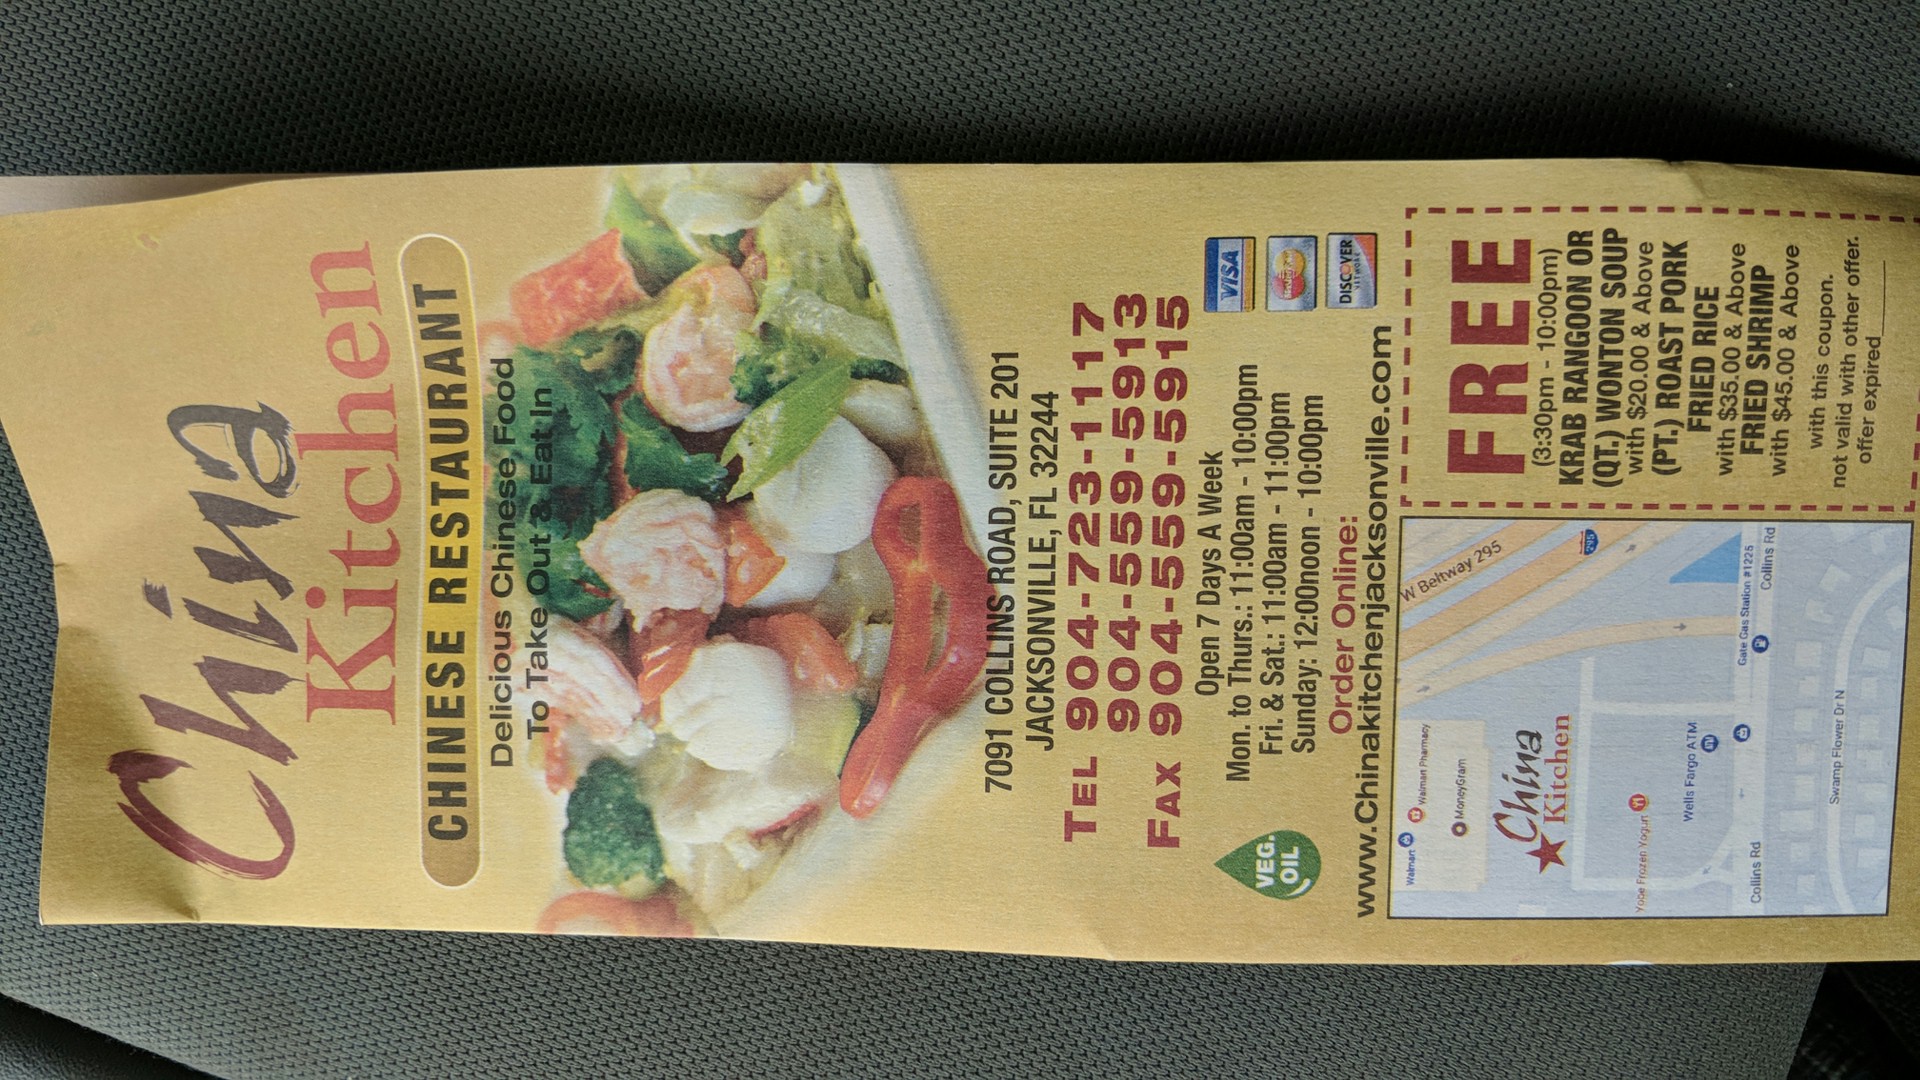 China
Kitchen
CHINESE RESTAURANT
Delicious Chinese Food
To Take Out & Eat In
7091 COLLINS ROAD, SUITE 201
JACKSONVILLE, FL 32244
TEL 904-723-1117
904-559-5913
FAX 904-559-5915
Open 7 Days A Week
Mon. to Thurs.: 11:00am - 10:00pm
Fri. & Sat.: 11:00am - 11:00pm
Sunday: 12:00noon - 10:00pm
VEG.
OIL
VISA
MasterCard
DISCOVER
NETWORK
Order Online:
www.Chinakitchenjacksonville.com
Walmart
Walmart Pharmacy
MoneyGram
W Beltway 295
295
China
Kitchen
Yobe Frozen Yogurt
Wells Fargo ATM
Gate Gas Station #1225
Collins Rd
Collins Rd
Swamp Flower Dr N
FREE
(3:30pm - 10:00pm)
KRAB RANGOON OR
(QT.) WONTON SOUP
with $20.00 & Above
(PT.) ROAST PORK
FRIED RICE
with $35.00 & Above
FRIED SHRIMP
with $45.00 & Above
with this coupon.
not valid with other offer.
offer expired